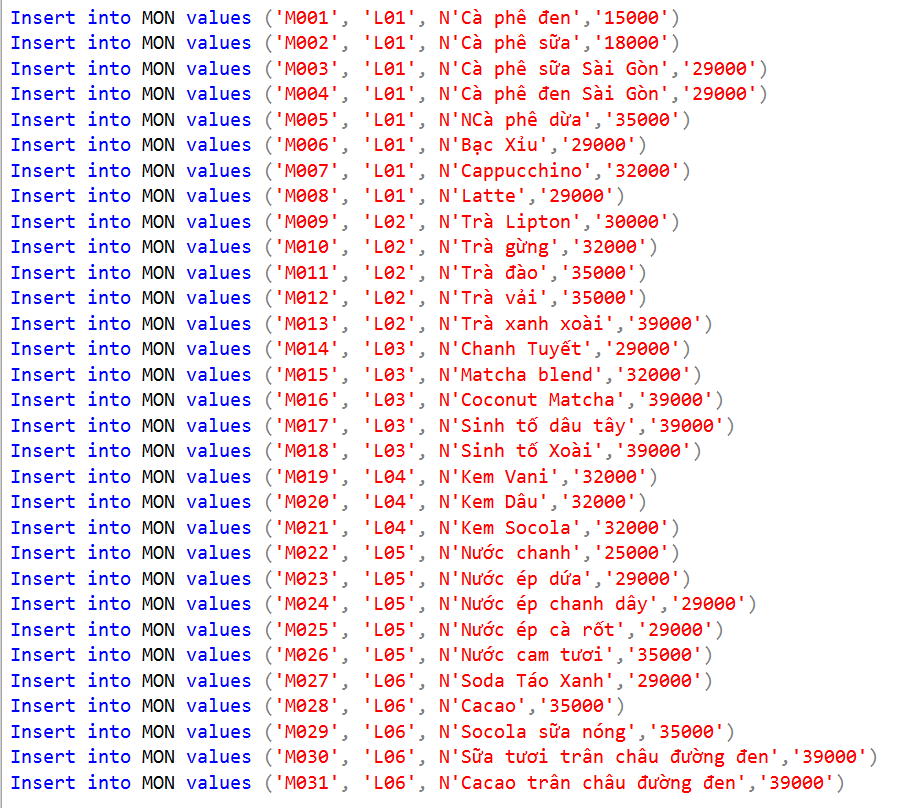 Insert into MON values ('M001', 'L01', N'Cà phê đen','15000')
Insert into MON values ('M002', 'L01', N'Cà phê sữa','18000')
Insert into MON values ('M003', 'L01', N'Cà phê sữa Sài Gòn','29000')
Insert into MON values ('M004', 'L01', N'Cà phê đen Sài Gòn','29000')
Insert into MON values ('M005', 'L01', N'NCà phê dừa','35000')
Insert into MON values ('M006', 'L01', N'Bạc Xỉu','29000')
Insert into MON values ('M007', 'L01', N'Cappucchino','32000')
Insert into MON values ('M008', 'L01', N'Latte','29000')
Insert into MON values ('M009', 'L02', N'Trà Lipton','30000')
Insert into MON values ('M010', 'L02', N'Trà gừng','32000')
Insert into MON values ('M011', 'L02', N'Trà đào','35000')
Insert into MON values ('M012', 'L02', N'Trà vải','35000')
Insert into MON values ('M013', 'L02', N'Trà xanh xoài','39000')
Insert into MON values ('M014', 'L03', N'Chanh Tuyết','29000')
Insert into MON values ('M015', 'L03', N'Matcha blend','32000')
Insert into MON values ('M016', 'L03', N'Coconut Matcha','39000')
Insert into MON values ('M017', 'L03', N'Sinh tố dâu tây','39000')
Insert into MON values ('M018', 'L03', N'Sinh tố Xoài','39000')
Insert into MON values ('M019', 'L04', N'Kem Vani','32000')
Insert into MON values ('M020', 'L04', N'Kem Dâu','32000')
Insert into MON values ('M021', 'L04', N'Kem Socola','32000')
Insert into MON values ('M022', 'L05', N'Nước chanh','25000')
Insert into MON values ('M023', 'L05', N'Nước ép dứa','29000')
Insert into MON values ('M024', 'L05', N'Nước ép chanh dây','29000')
Insert into MON values ('M025', 'L05', N'Nước ép cà rốt','29000')
Insert into MON values ('M026', 'L05', N'Nước cam tươi','35000')
Insert into MON values ('M027', 'L06', N'Soda Táo Xanh','29000')
Insert into MON values ('M028', 'L06', N'Cacao','35000')
Insert into MON values ('M029', 'L06', N'Socola sữa nóng','35000')
Insert into MON values ('M030', 'L06', N'Sữa tươi trân châu đường đen','39000')
Insert into MON values ('M031', 'L06', N'Cacao trân châu đường đen','39000')